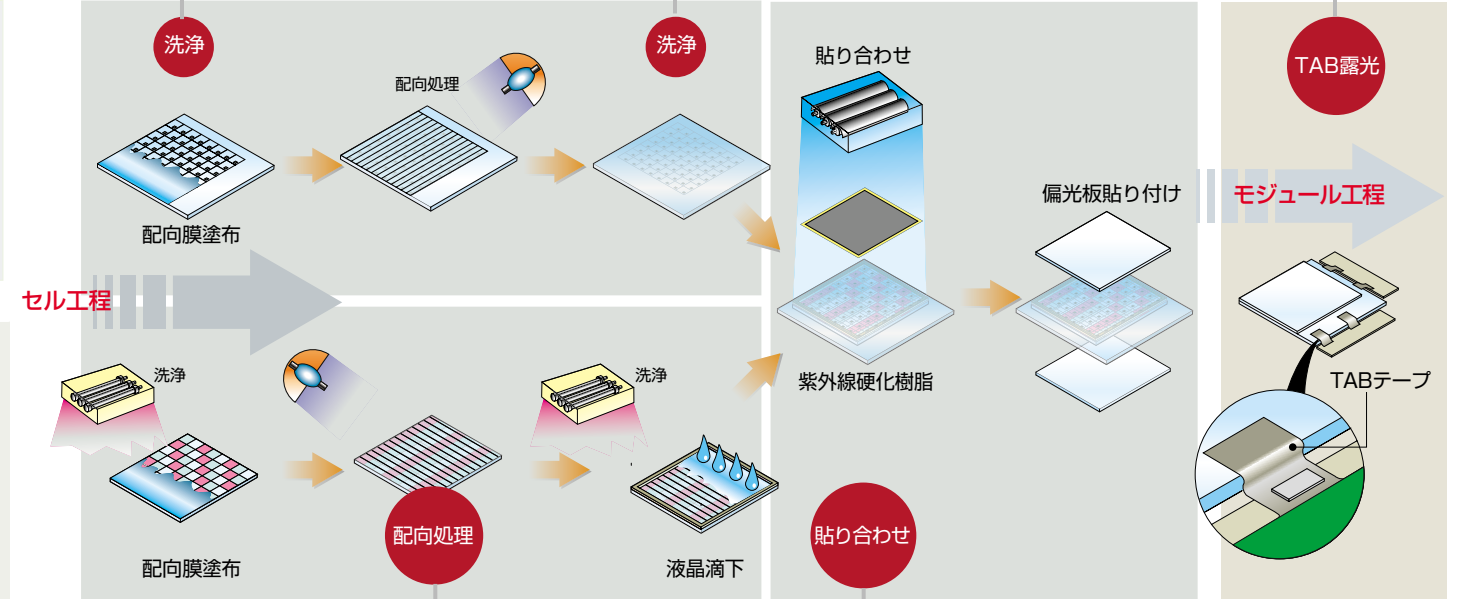 洗浄
配向処理
配向膜塗布
洗浄
貼り合わせ
偏光板貼り付け
TAB露光
モジュール工程
セル工程
洗浄
配向膜塗布
配向処理
洗浄
液晶滴下
紫外線硬化樹脂
貼り合わせ
TABテープ